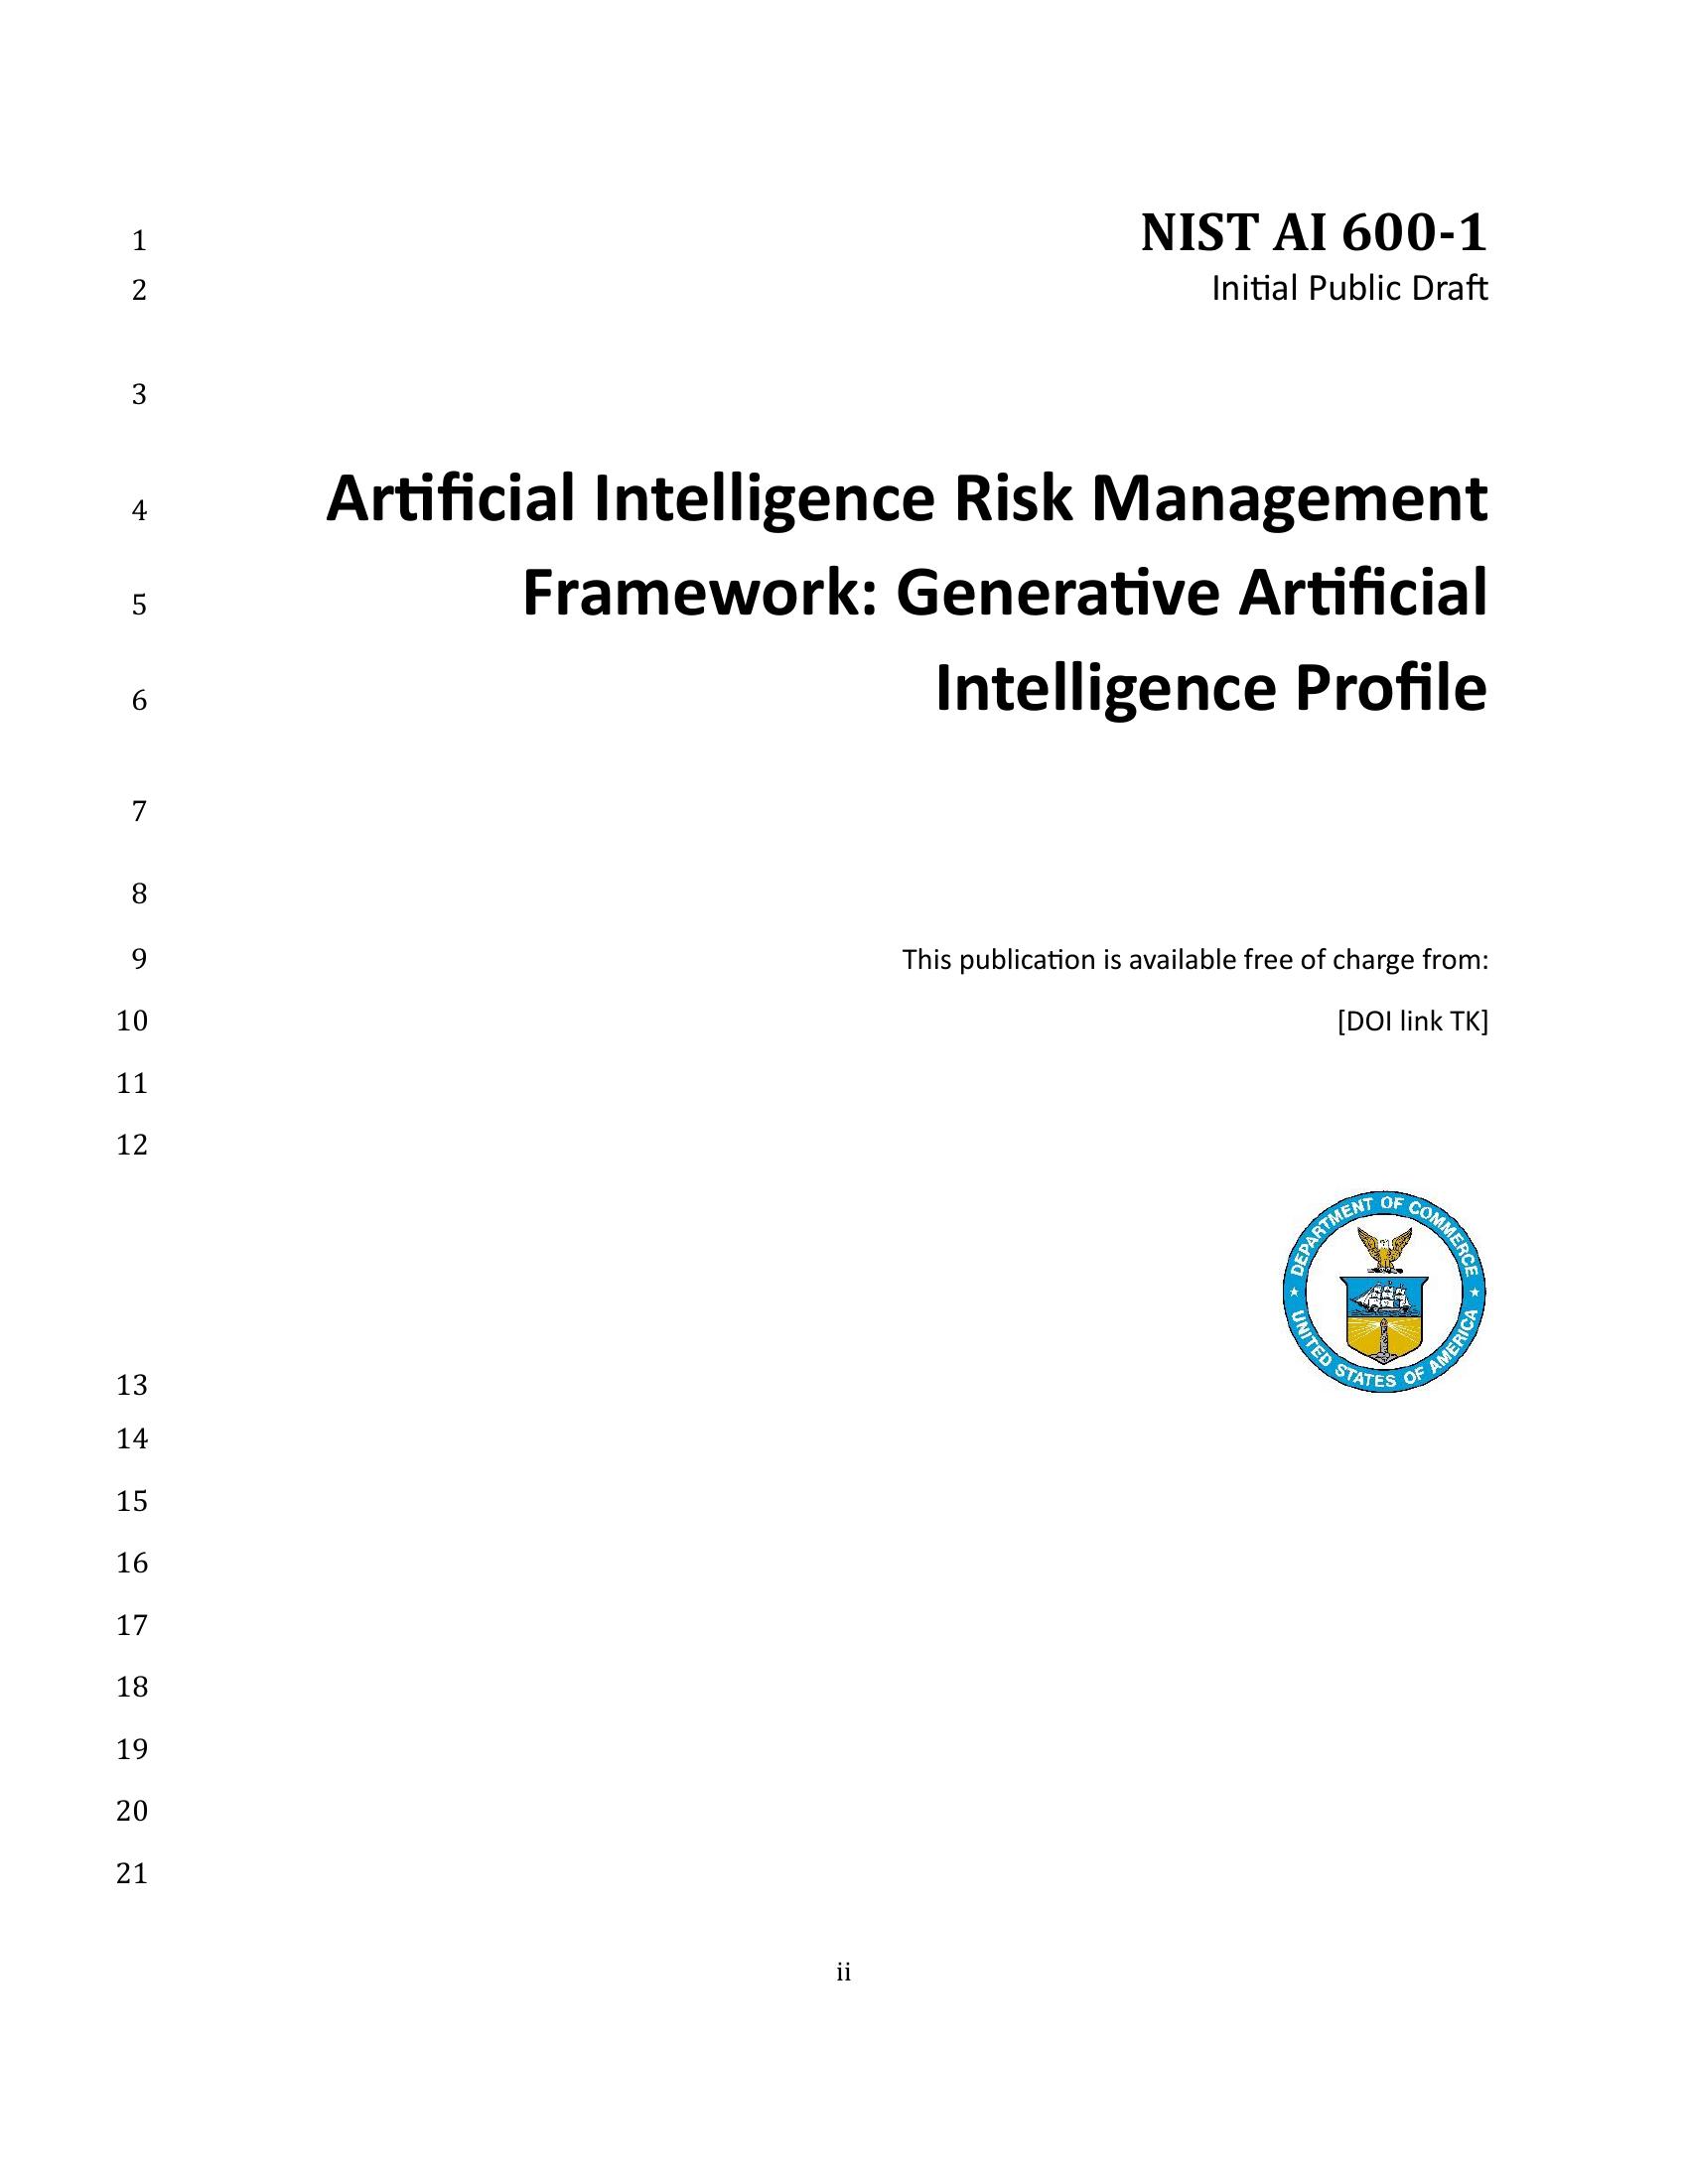 1 NIST AI 600-1
2 Initial Public Draft
3
4 Artificial Intelligence Risk Management
5 Framework: Generative Artificial
6 Intelligence Profile
7
8
9 This publication is available free of charge from:
10 [DOI link TK]
11
12
DEPARTMENT OF COMMERCE
UNITED STATES OF AMERICA
13
14
15
16
17
18
19
20
21
ii